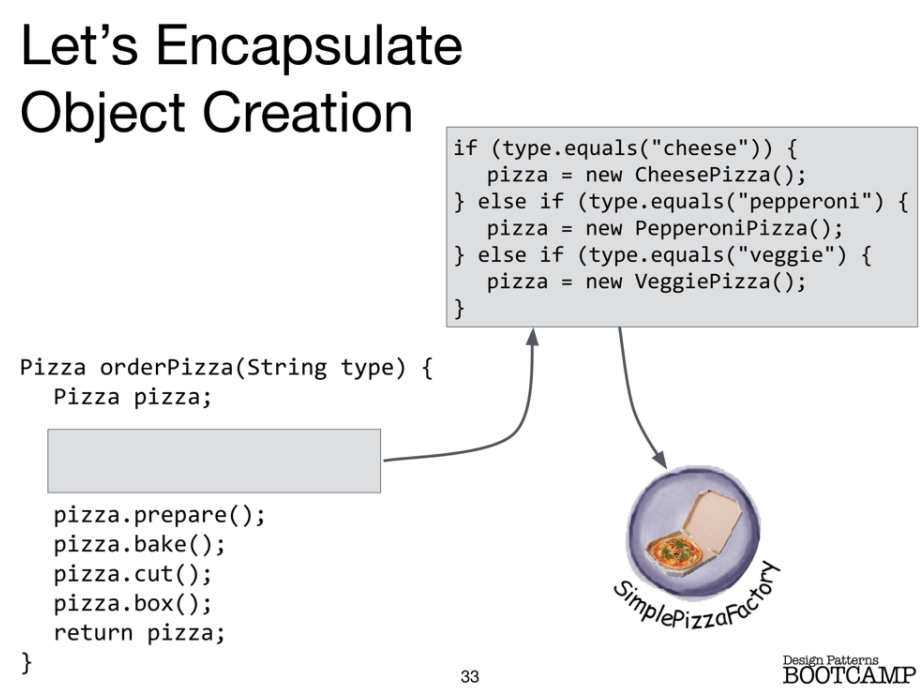 Let's Encapsulate
Object Creation
if (type.equals("cheese")) {
pizza = new CheesePizza();
} else if (type.equals("pepperoni") {
pizza = new PepperoniPizza();
} else if (type.equals("veggie") {
pizza = new VeggiePizza();
}
Pizza orderPizza(String type) {
Pizza pizza;
pizza.prepare();
pizza.bake();
pizza.cut();
pizza.box();
return pizza;
}
SimplePizzaFactory
33
Design Patterns
BOOTCAMP